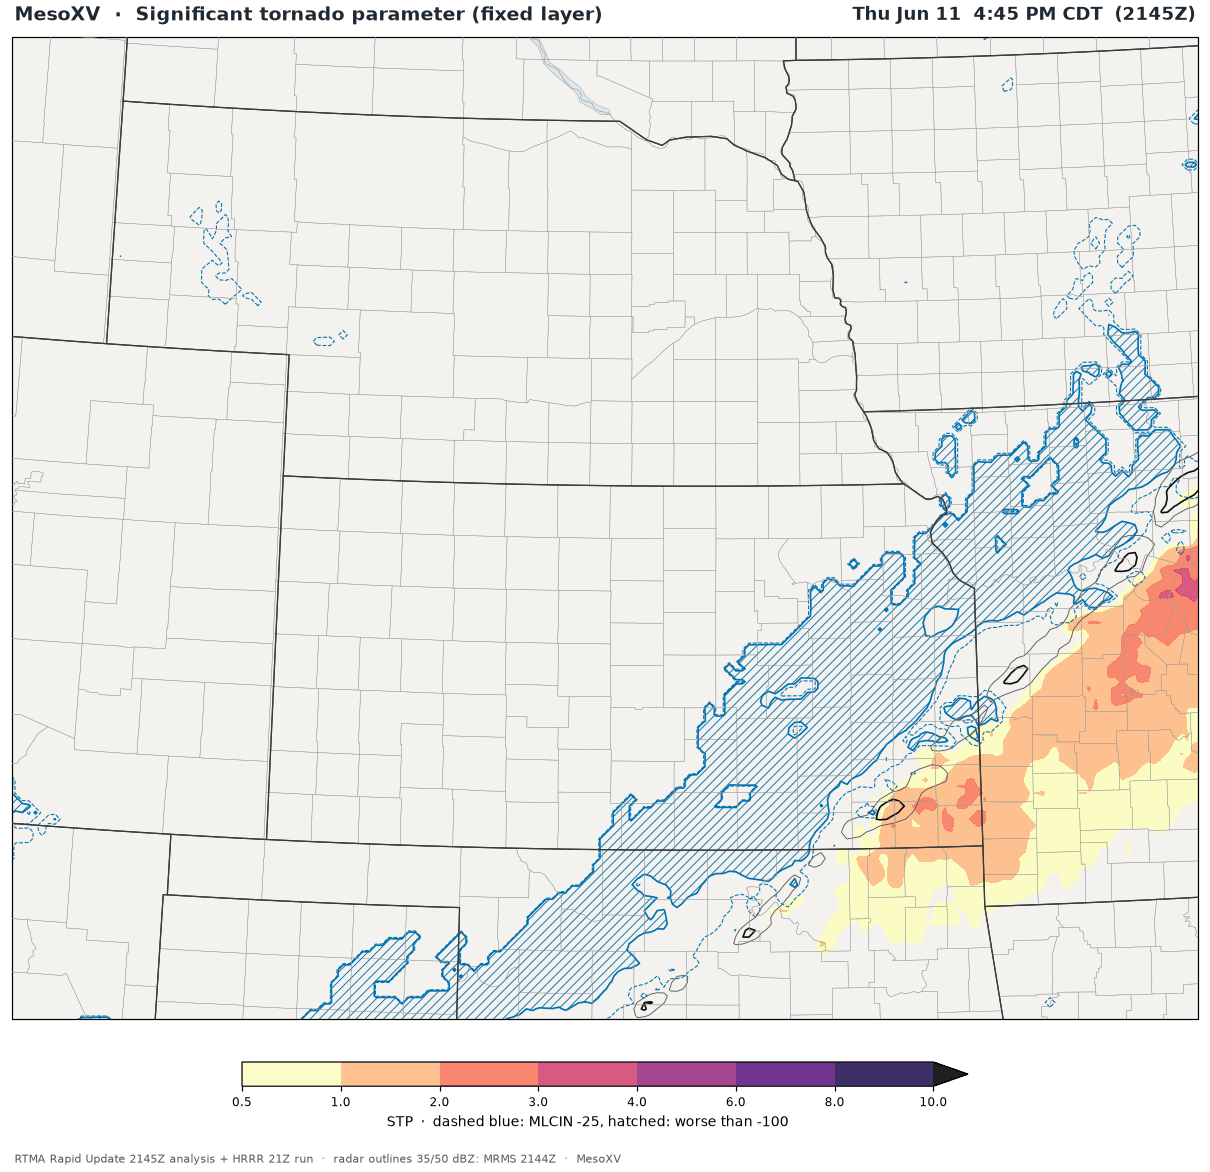 MesoXV · Significant tornado parameter (fixed layer)
Thu Jun 11 4:45 PM CDT (2145Z)
0.5 1.0 2.0 3.0 4.0 6.0 8.0 10.0
STP · dashed blue: MLCIN -25, hatched: worse than -100
RTMA Rapid Update 2145Z analysis + HRRR 21Z run · radar outlines 35/50 dBZ: MRMS 2144Z · MesoXV